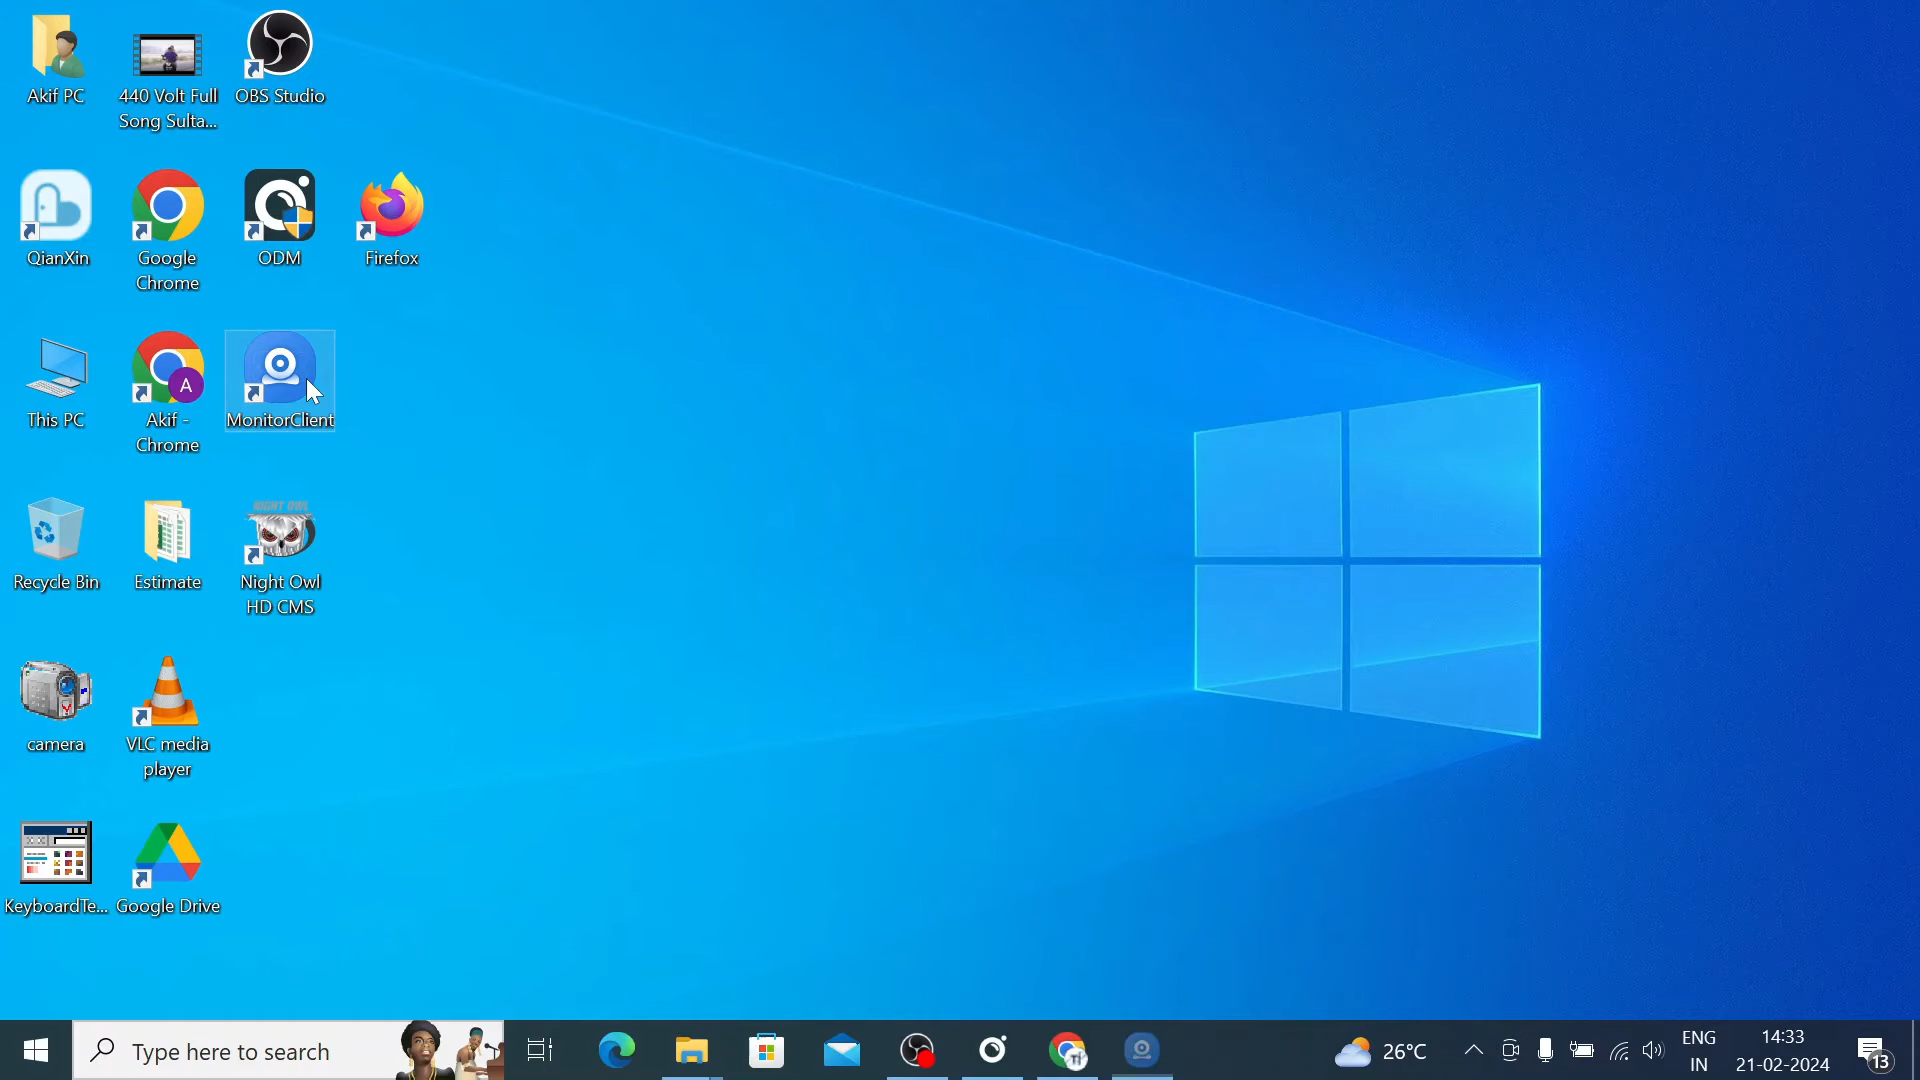 Akif PC
440 Volt Full
Song Sulta...
OBS Studio
QianXin
Google
Chrome
ODM
Firefox
This PC
A
Akif -
Chrome
MonitorClient
Recycle Bin
Estimate
NIGHT OWL
Night Owl
HD CMS
camera
VLC media
player
KeyboardTe...
Google Drive
Type here to search
26°C
ENG
IN
14:33
21-02-2024
13